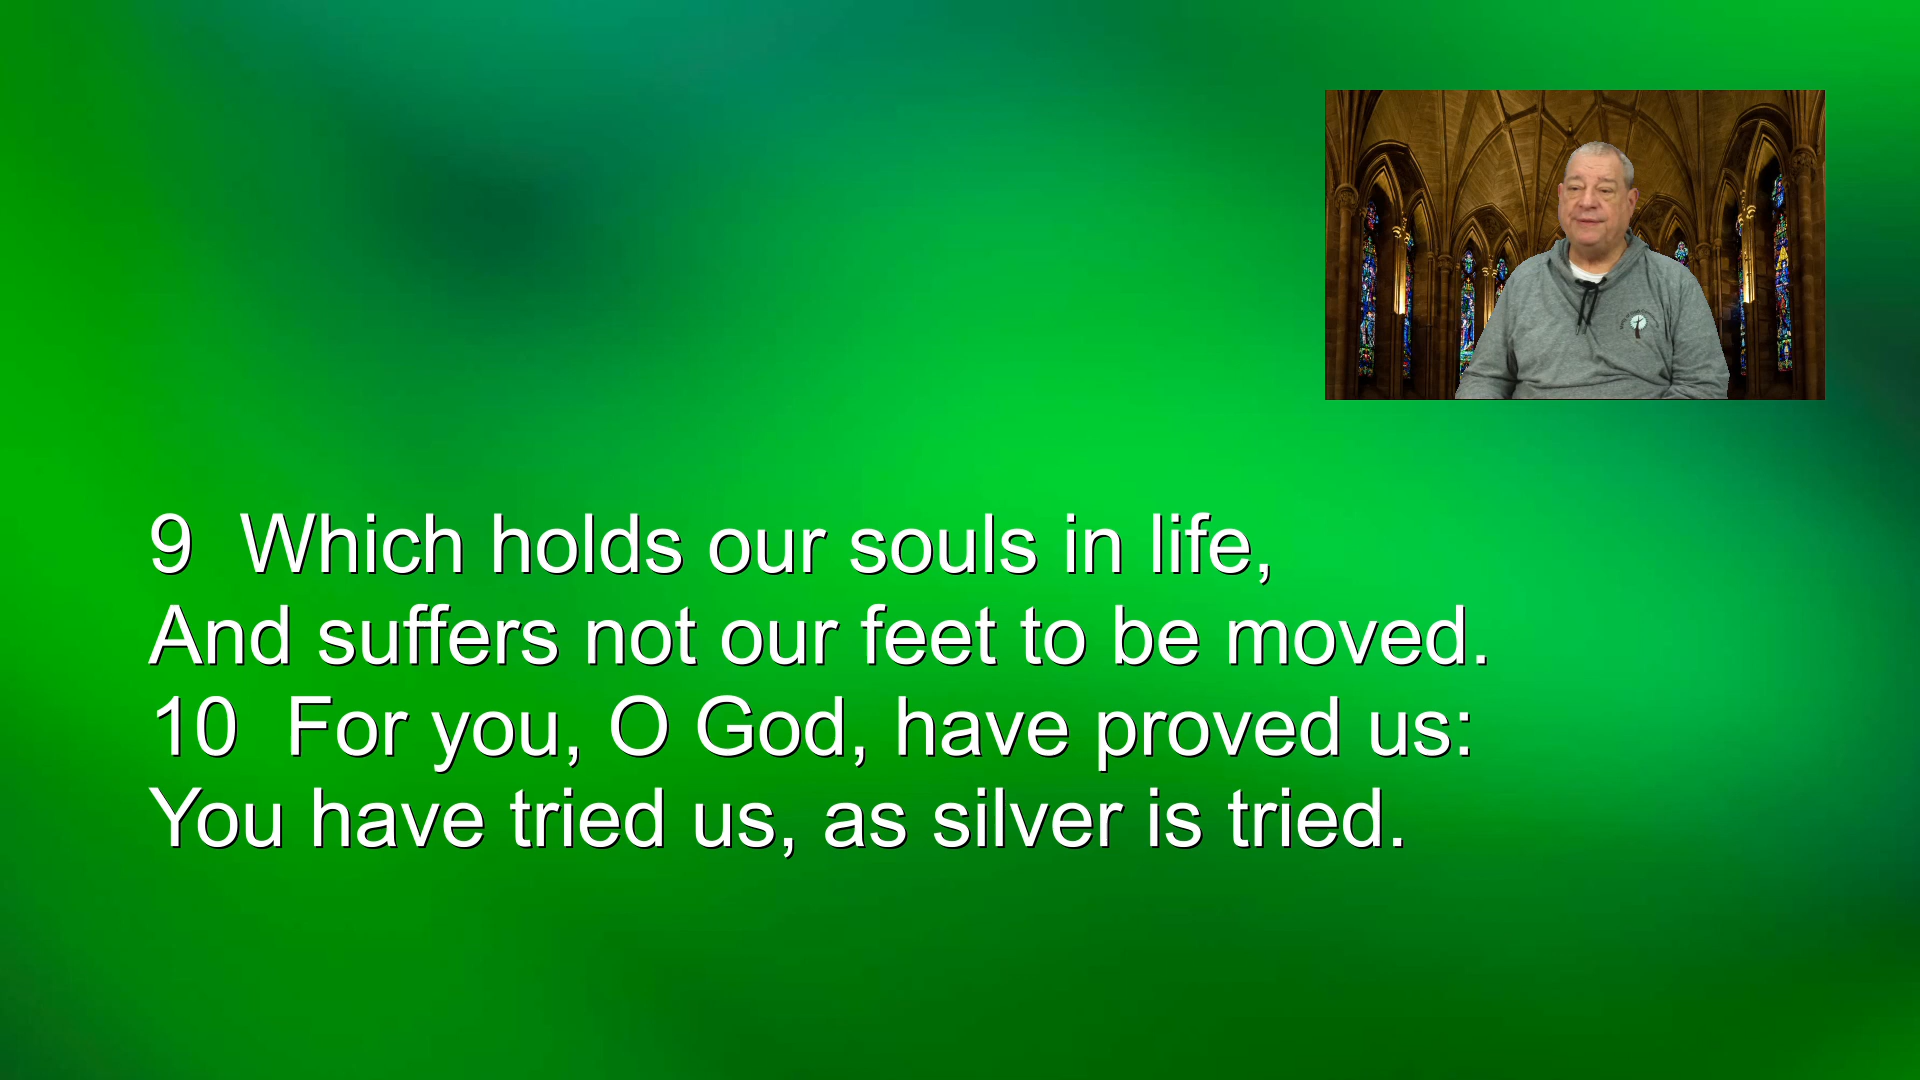 9 Which holds our souls in life,
And suffers not our feet to be moved.
10 For you, O God, have proved us:
You have tried us, as silver is tried.